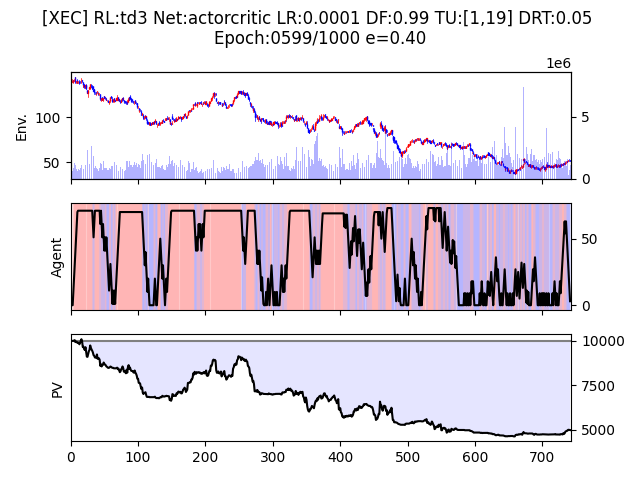 [XEC] RL:td3 Net:actorcritic LR:0.0001 DF:0.99 TU:[1,19] DRT:0.05
Epoch:0599/1000 e=0.40
1e6
Env.
100
50
5
0
Agent
50
0
PV
10000
7500
5000
0 100 200 300 400 500 600 700